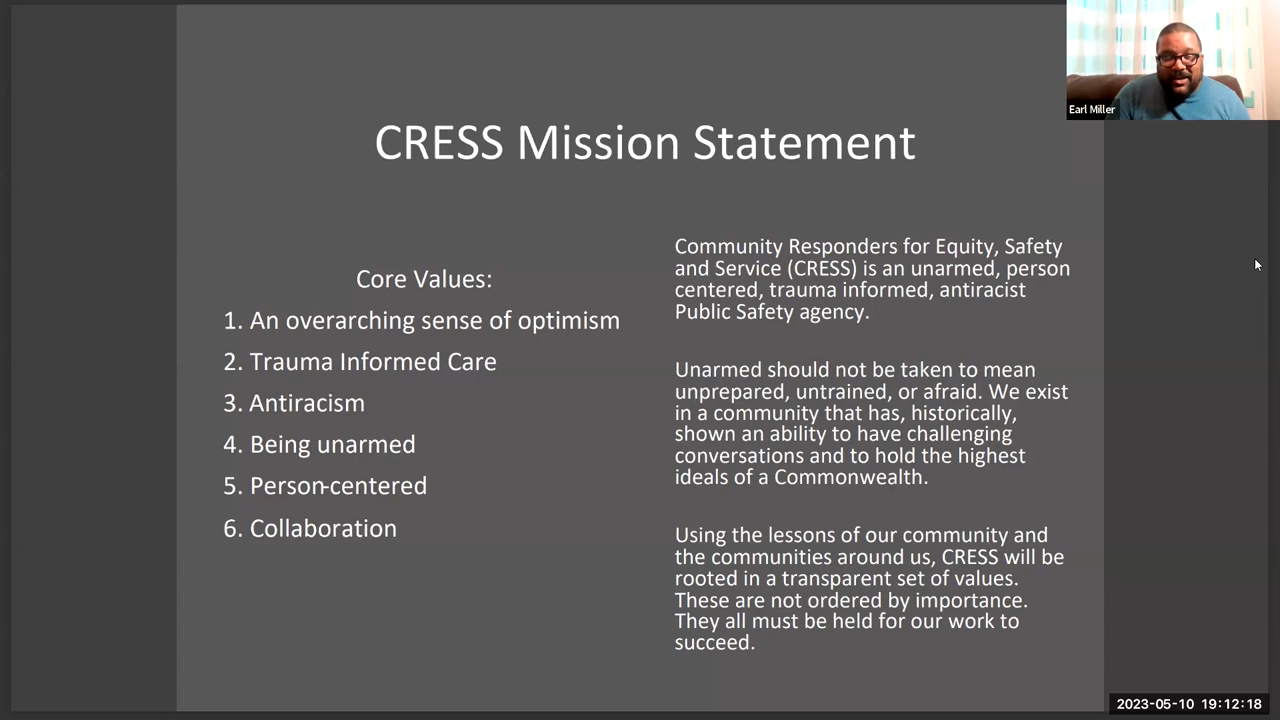 Earl Miller
CRESS Mission Statement
Core Values:
1. An overarching sense of optimism
2. Trauma Informed Care
3. Antiracism
4. Being unarmed
5. Person-centered
6. Collaboration
Community Responders for Equity, Safety
and Service (CRESS) is an unarmed, person
centered, trauma informed, antiracist
Public Safety agency.
Unarmed should not be taken to mean
unprepared, untrained, or afraid. We exist
in a community that has, historically,
shown an ability to have challenging
conversations and to hold the highest
ideals of a Commonwealth.
Using the lessons of our community and
the communities around us, CRESS will be
rooted in a transparent set of values.
These are not ordered by importance.
They all must be held for our work to
succeed.
2023-05-10 19:12:18